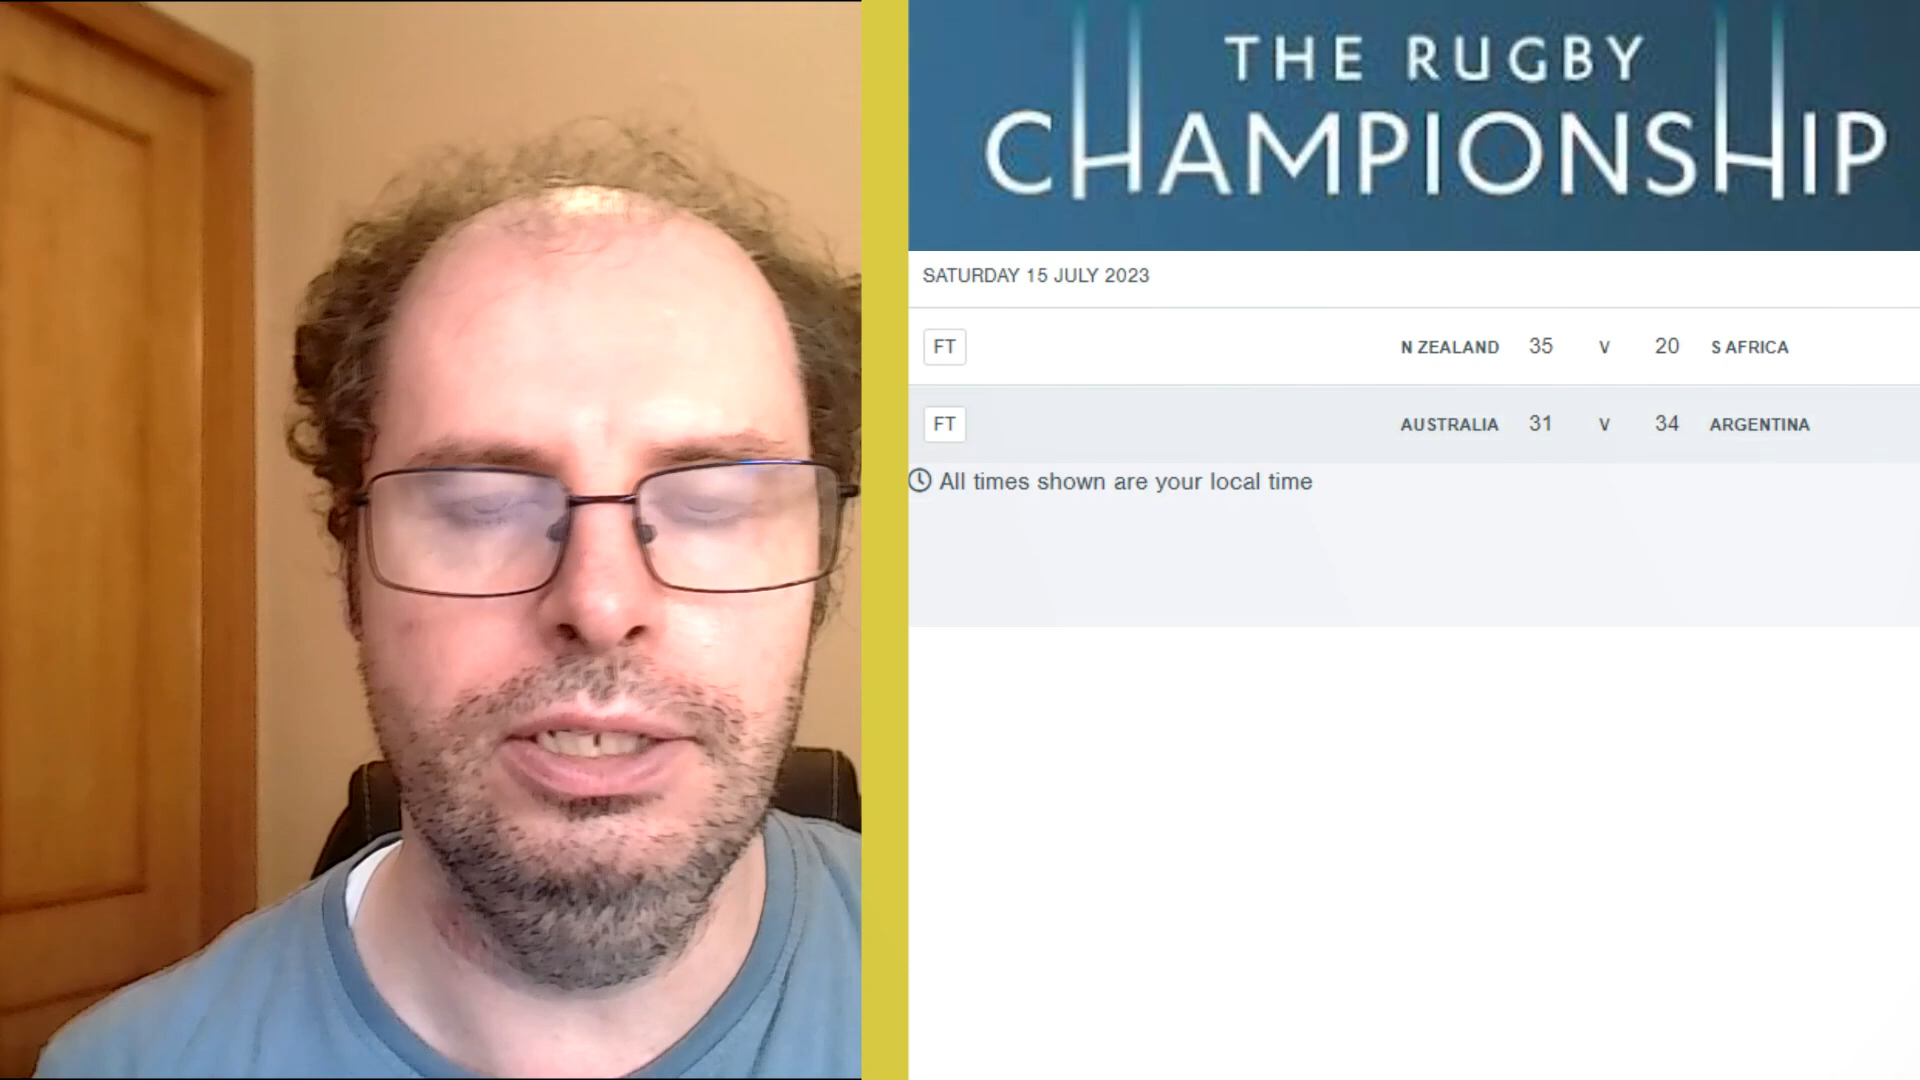 THE RUGBY
CHAMPIONSHIP
SATURDAY 15 JULY 2023
FT N ZEALAND 35 v 20 S AFRICA
FT AUSTRALIA 31 v 34 ARGENTINA
All times shown are your local time